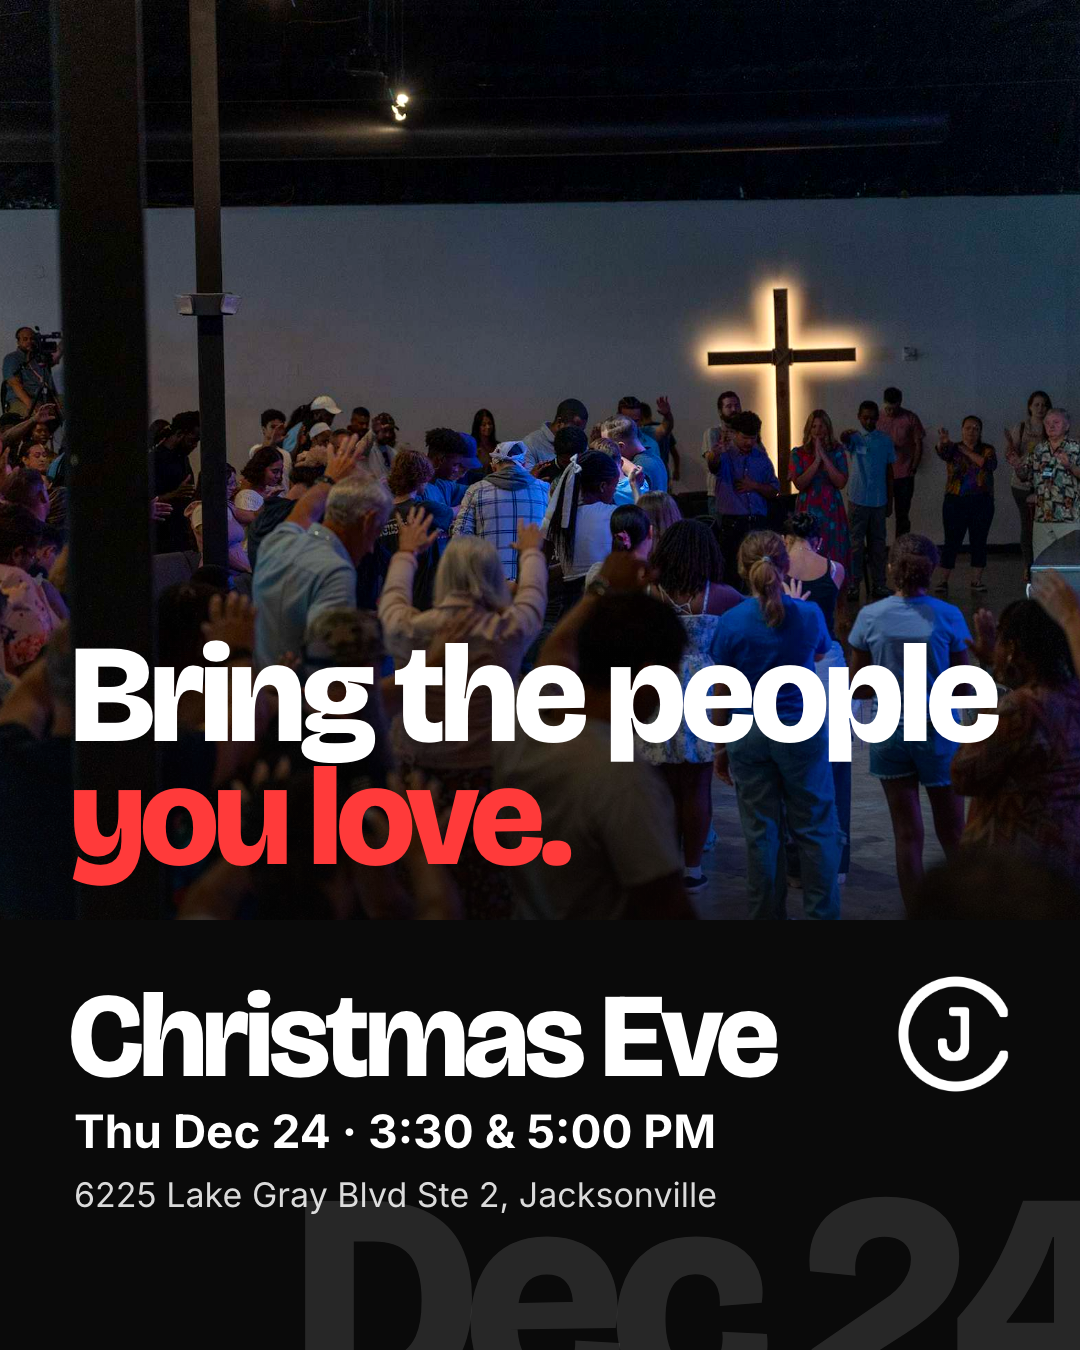 Bring the people
you love.
Christmas Eve
JC
Thu Dec 24 · 3:30 & 5:00 PM
6225 Lake Gray Blvd Ste 2, Jacksonville
Dec 24